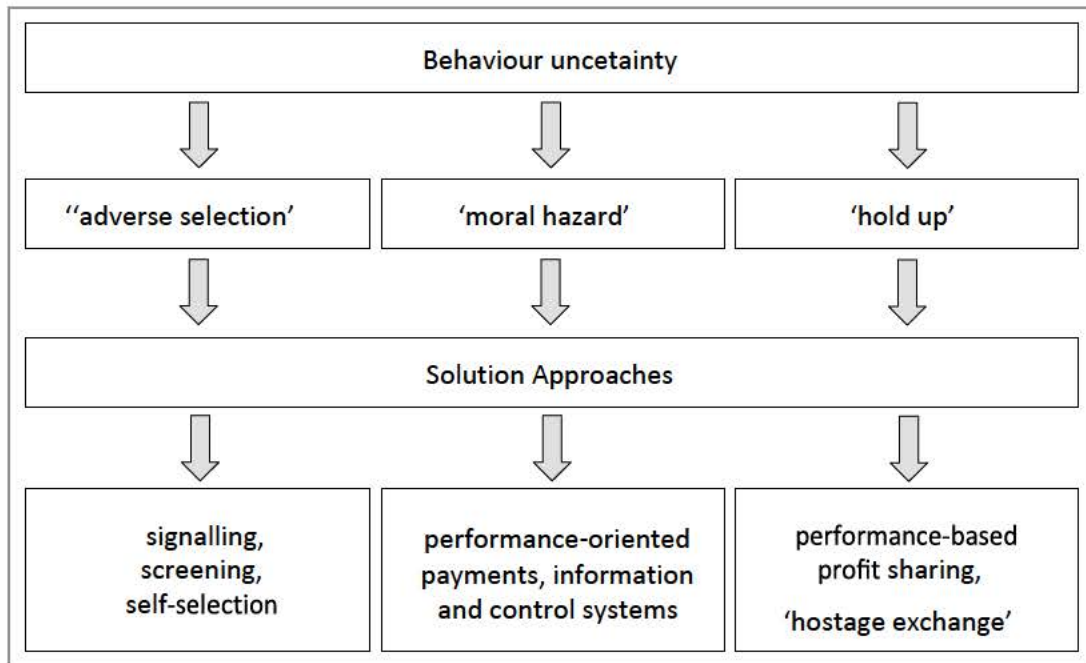 Behaviour uncetainty
‘‘adverse selection’
‘moral hazard’
‘hold up’
Solution Approaches
signalling,
screening,
self-selection
performance-oriented
payments, information
and control systems
performance-based
profit sharing,
‘hostage exchange’